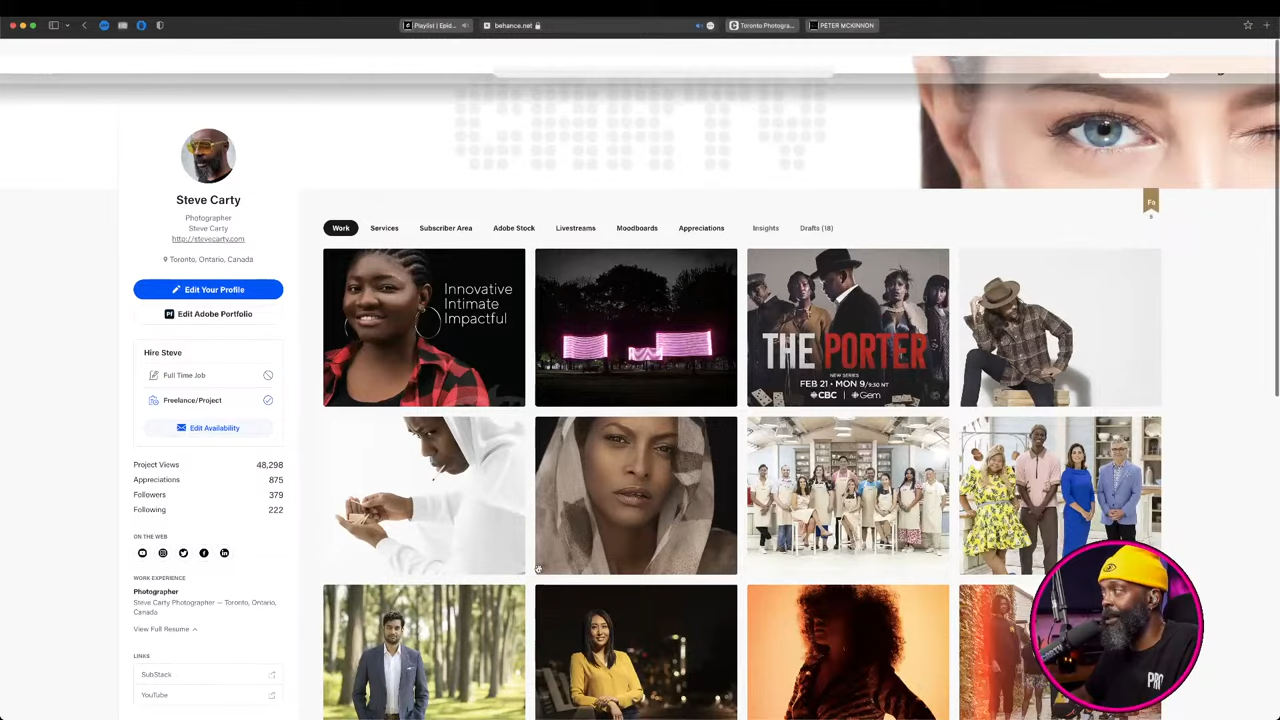 Playlist | Epid...
behance.net
Toronto Photogra...
PETER MCKINNON
Steve Carty
Photographer
Steve Carty
http://stevecarty.com
Toronto, Ontario, Canada
Edit Your Profile
Edit Adobe Portfolio
Hire Steve
Full Time Job
Freelance/Project
Edit Availability
Project Views 48,298
Appreciations 875
Followers 379
Following 222
ON THE WEB
WORK EXPERIENCE
Photographer
Steve Carty Photographer — Toronto, Ontario,
Canada
View Full Resume
LINKS
SubStack
YouTube
Work Services Subscriber Area Adobe Stock Livestreams Moodboards Appreciations Insights Drafts (18)
Innovative
Intimate
Impactful
THE PORTER
NEW SERIES
FEB 21 • MON 9/9:30 NT
CBC | Gem